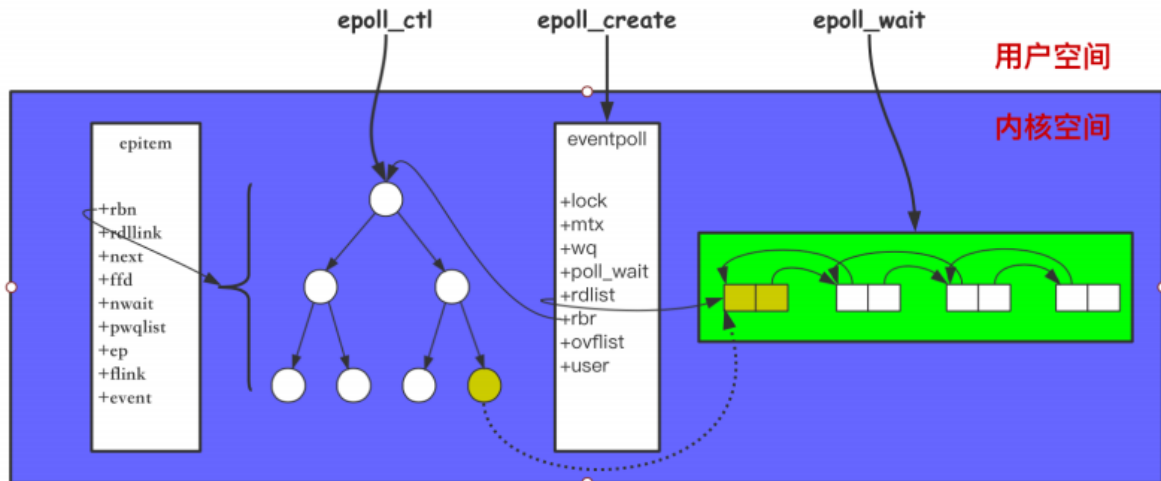 epoll_ctl
epoll_create
epoll_wait
用户空间
内核空间
epitem
+rbn
+rdllink
+next
+ffd
+nwait
+pwqlist
+ep
+flink
+event
eventpoll
+lock
+mtx
+wq
+poll_wait
+rdlist
+rbr
+ovflist
+user